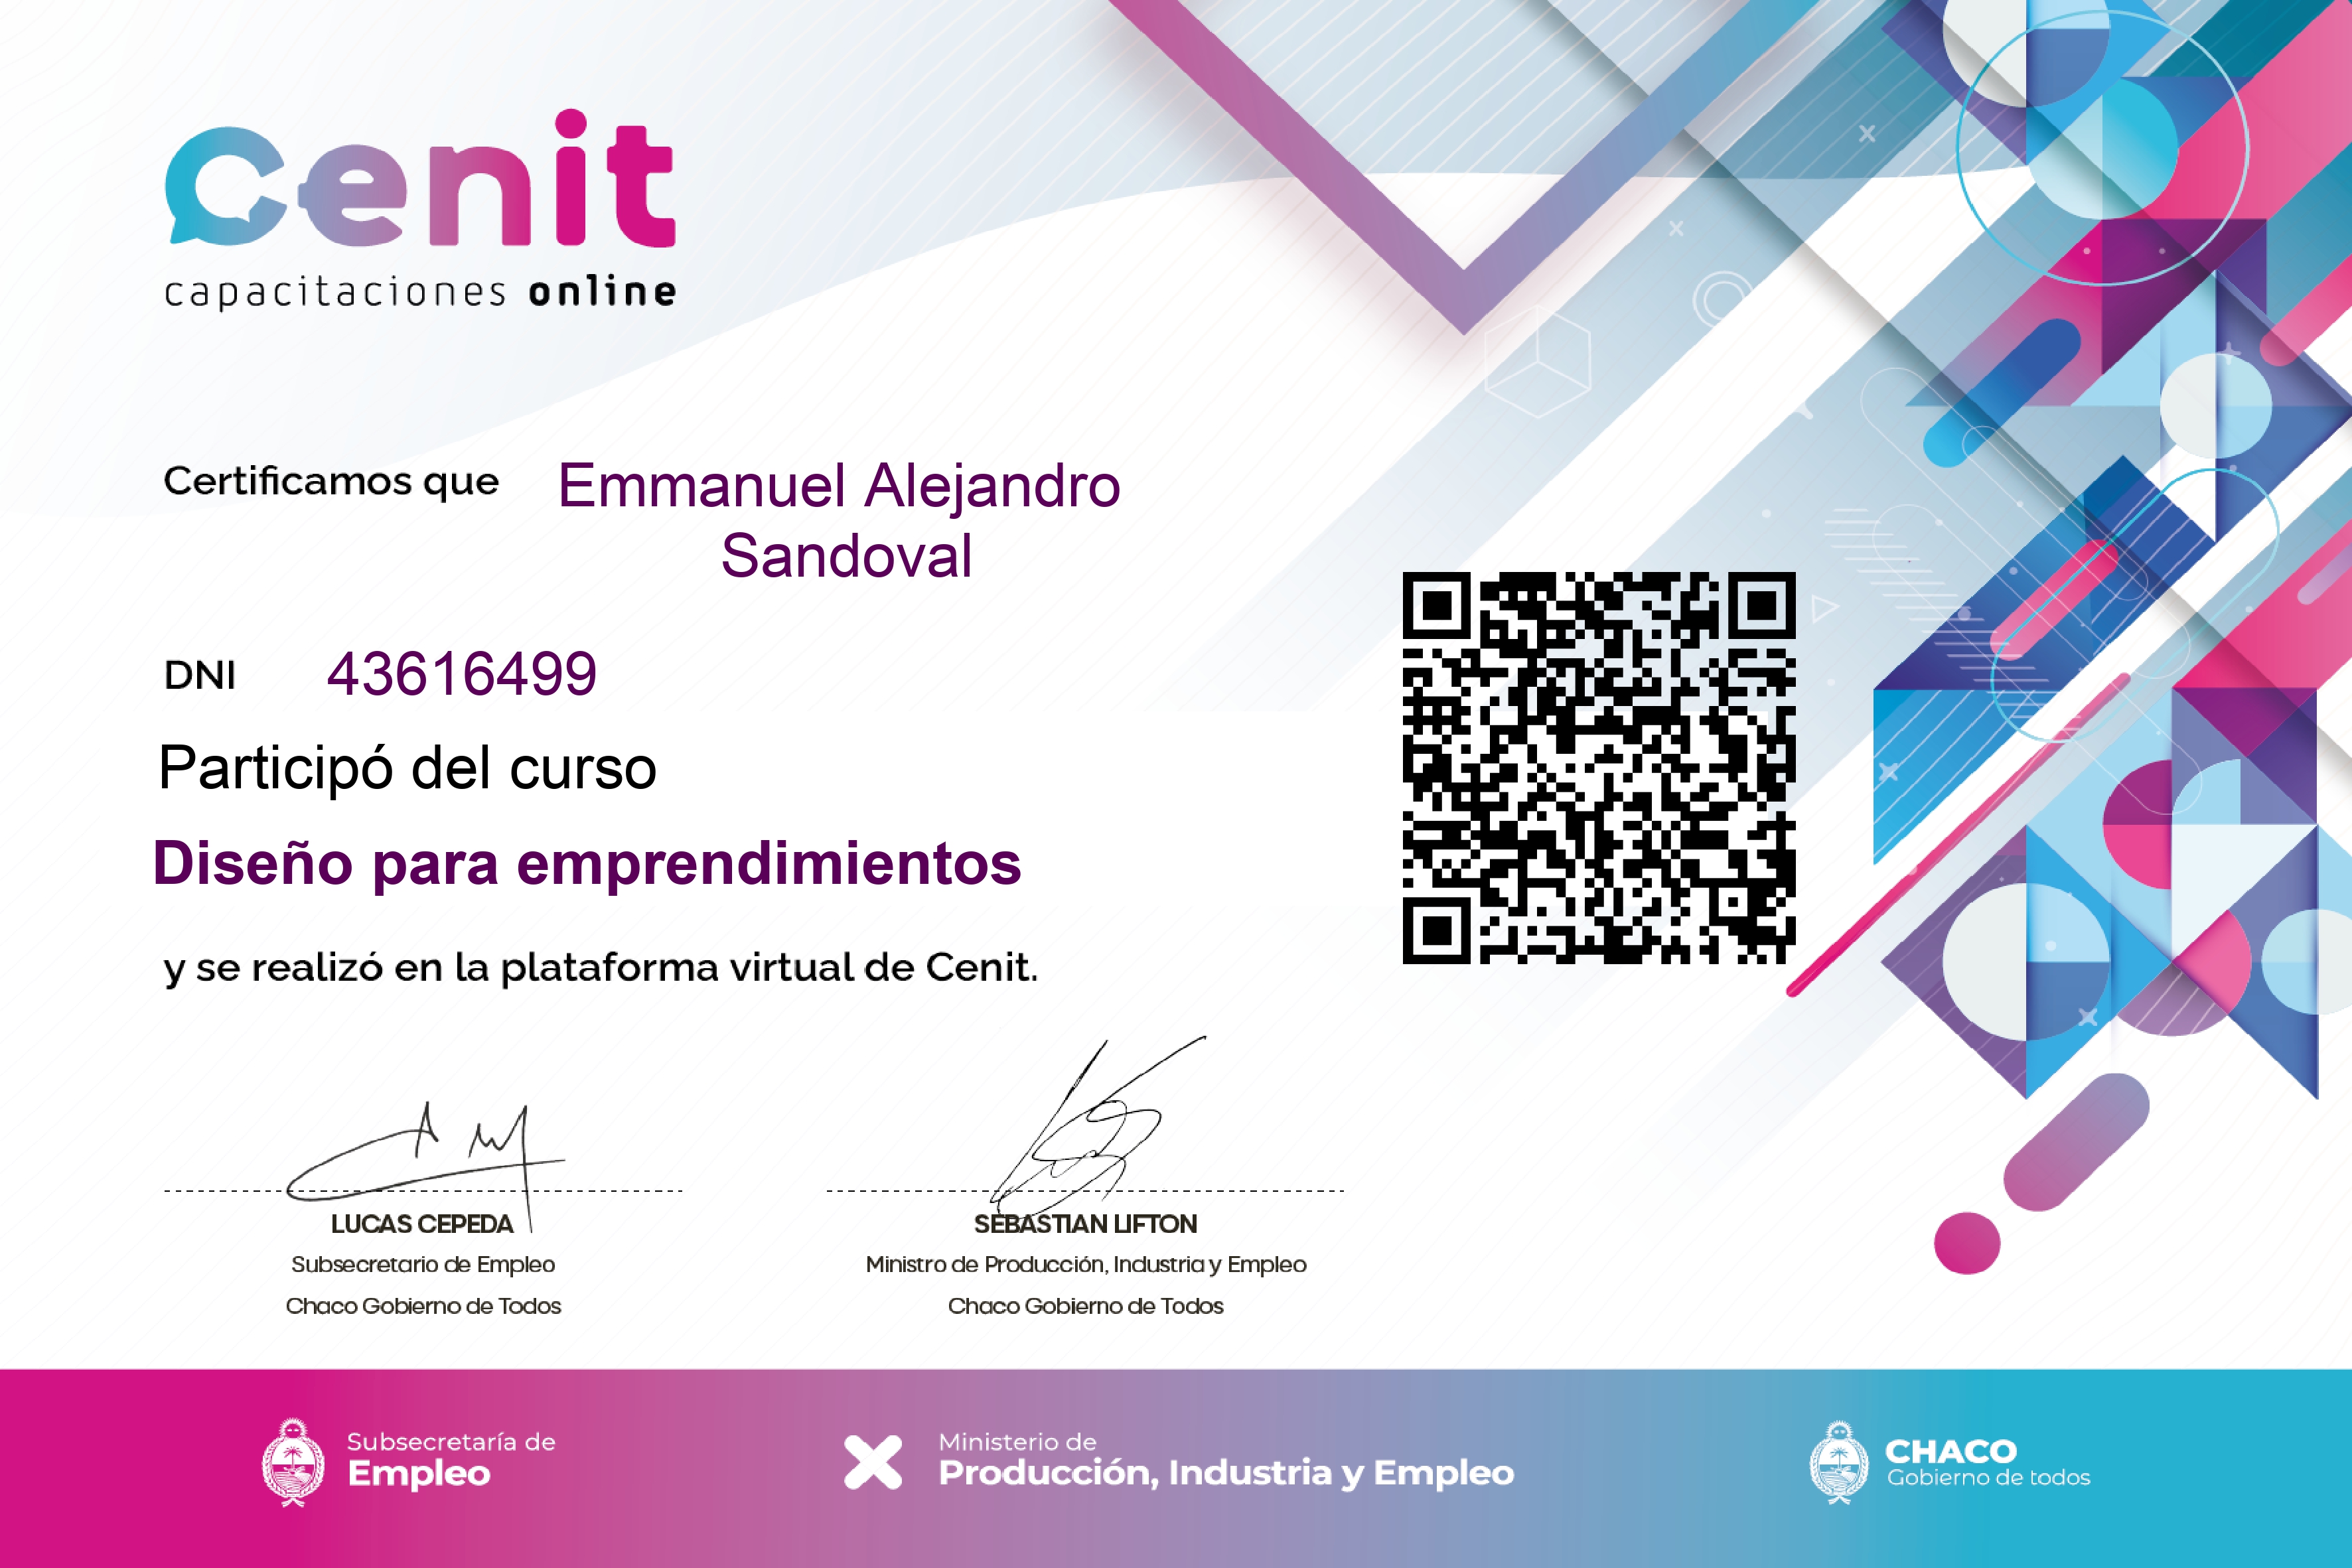 Cenit
capacitaciones online
Certificamos que Emmanuel Alejandro
Sandoval
DNI 43616499
Participó del curso
Diseño para emprendimientos
y se realizó en la plataforma virtual de Cenit.
LUCAS CEPEDA
Subsecretario de Empleo
Chaco Gobierno de Todos
SEBASTIAN LIFTON
Ministro de Producción, Industria y Empleo
Chaco Gobierno de Todos
Subsecretaría de
Empleo
Ministerio de
Producción, Industria y Empleo
CHACO
Gobierno de todos